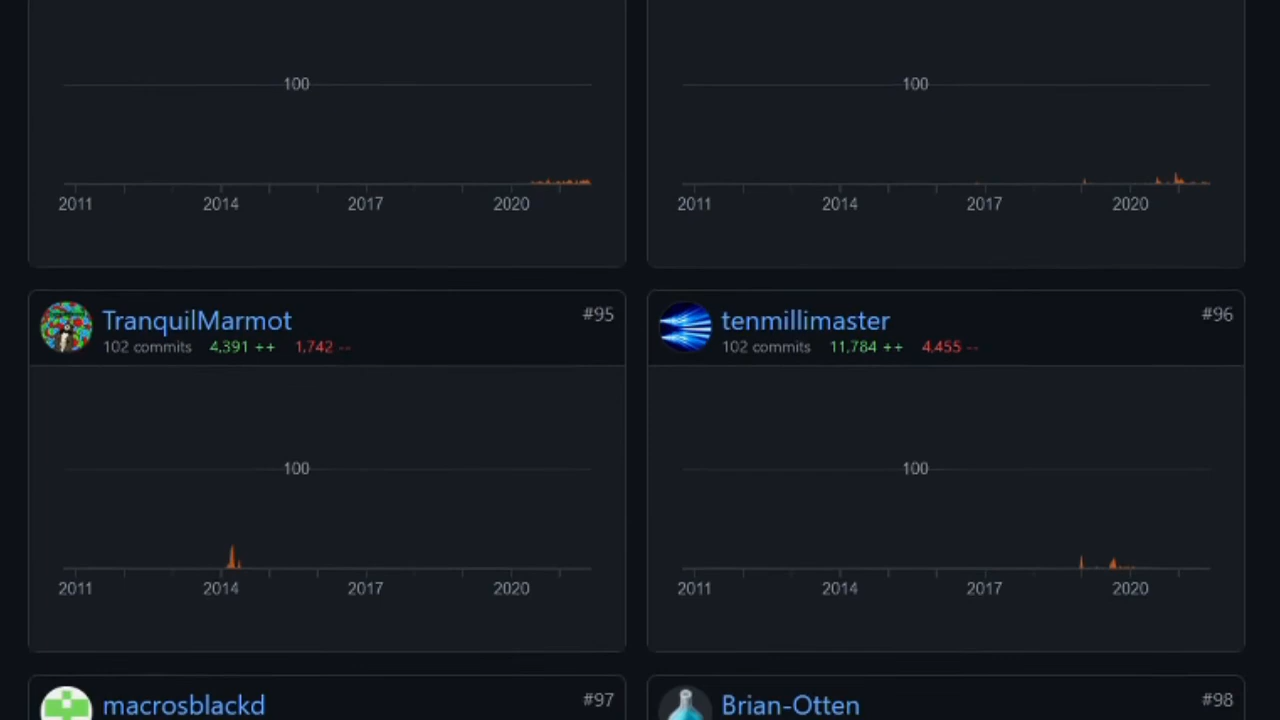 100 100
2011 2014 2017 2020 2011 2014 2017 2020
TranquilMarmot #95
102 commits 4,391 ++ 1,742 --
tenmillimaster #96
102 commits 11,784 ++ 4,455 --
100 100
2011 2014 2017 2020 2011 2014 2017 2020
macrosblackd #97
Brian-Otten #98